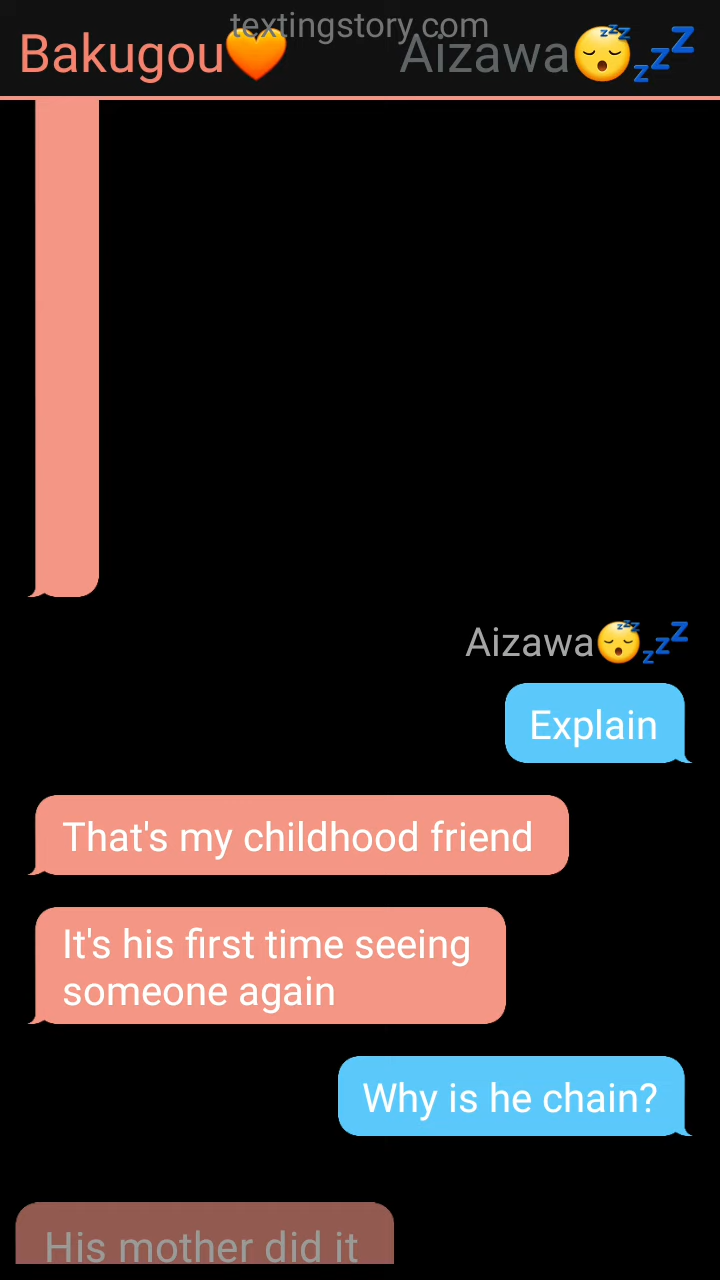 textingstory.com
Bakugou🧡 Aizawa😴💤
Aizawa😴💤
Explain
That's my childhood friend
It's his first time seeing
someone again
Why is he chain?
His mother did it